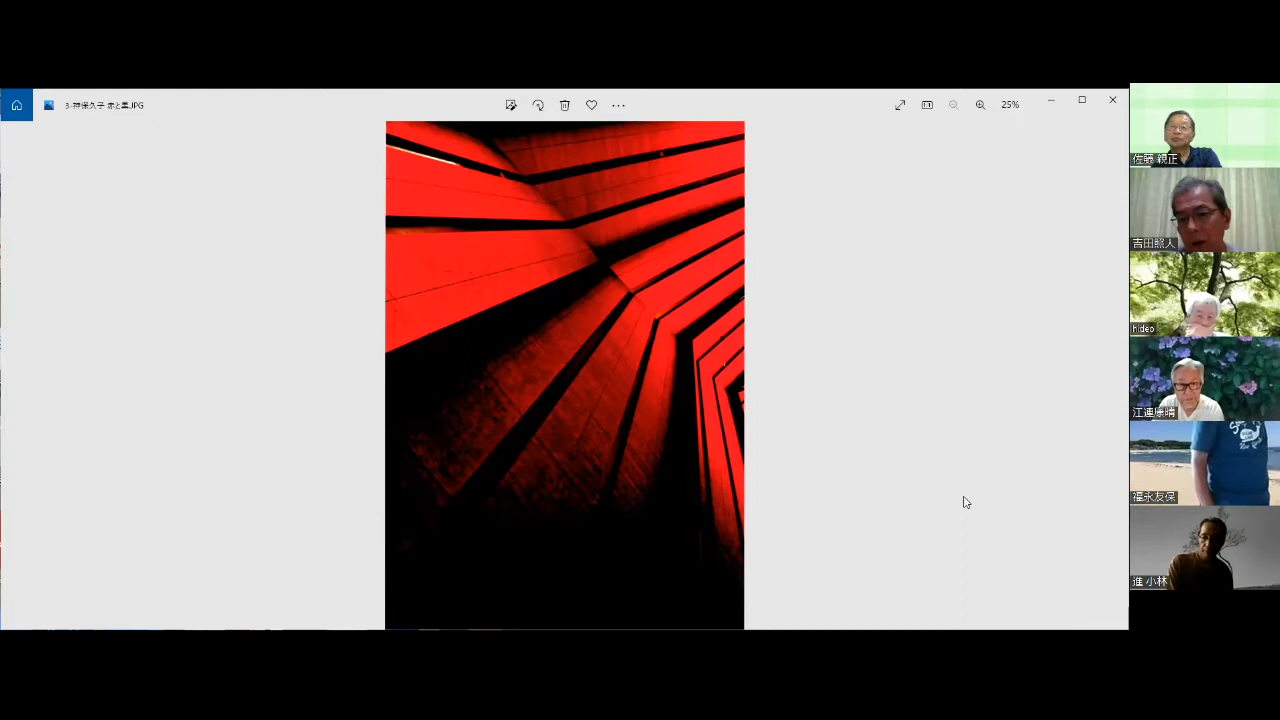 3-神保久子 赤と黒.JPG
25%
佐藤 親正
吉田照人
hideo
江連康晴
福永友保
進 小林